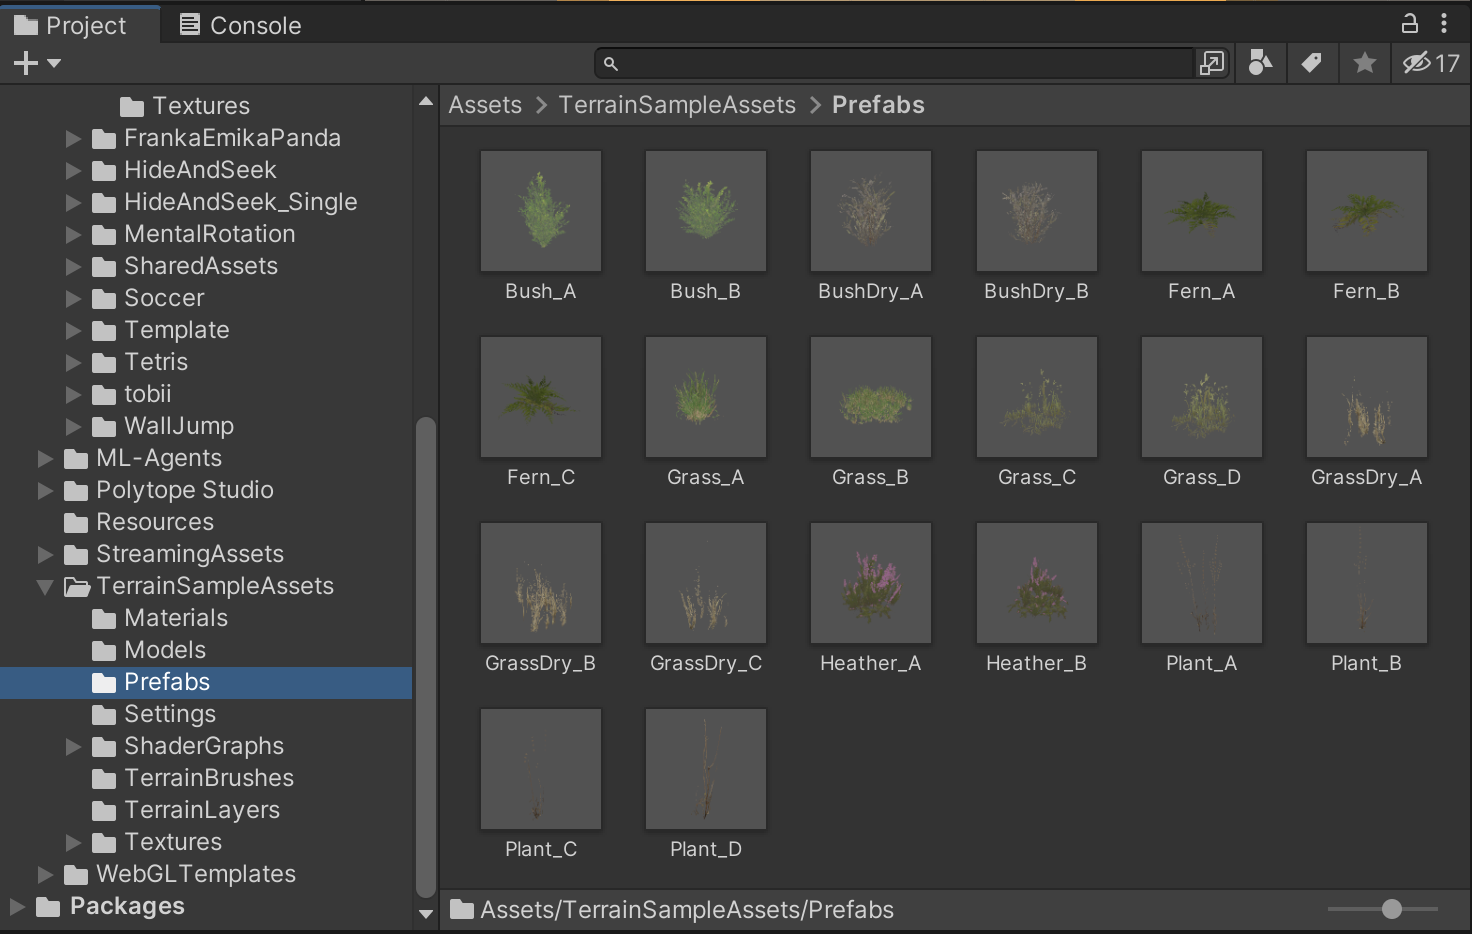 Project
Console
17
Textures
FrankaEmikaPanda
HideAndSeek
HideAndSeek_Single
MentalRotation
SharedAssets
Soccer
Template
Tetris
tobii
WallJump
ML-Agents
Polytope Studio
Resources
StreamingAssets
TerrainSampleAssets
Materials
Models
Prefabs
Settings
ShaderGraphs
TerrainBrushes
TerrainLayers
Textures
WebGLTemplates
Packages
Assets > TerrainSampleAssets > Prefabs
Bush_A Bush_B BushDry_A BushDry_B Fern_A Fern_B
Fern_C Grass_A Grass_B Grass_C Grass_D GrassDry_A
GrassDry_B GrassDry_C Heather_A Heather_B Plant_A Plant_B
Plant_C Plant_D
Assets/TerrainSampleAssets/Prefabs